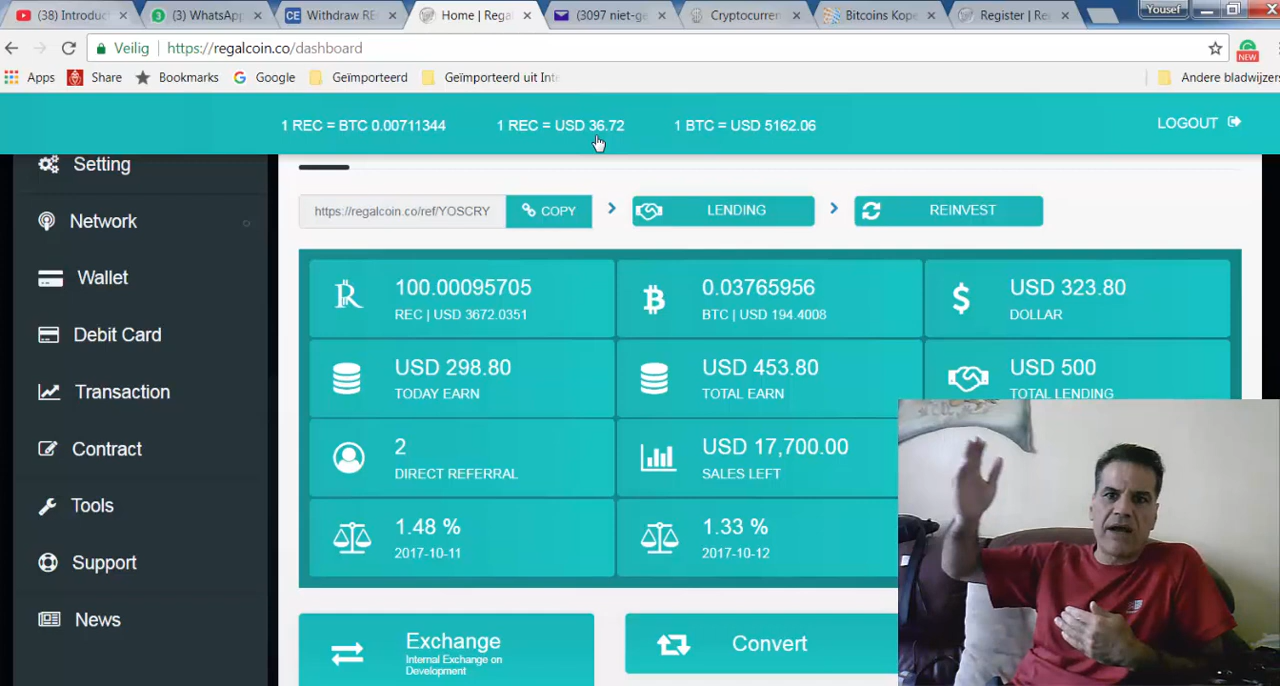 (38) Introduc
(3) WhatsApp
Withdraw RE
Home | Rega
(3097 niet-ge
Cryptocurren
Bitcoins Kope
Register | Re
Yousef
Veilig
https://regalcoin.co/dashboard
NEW
Apps
Share
Bookmarks
Google
Geïmporteerd
Geïmporteerd uit Inte
Andere bladwijzers
1 REC = BTC 0.00711344
1 REC = USD 36.72
1 BTC = USD 5162.06
LOGOUT
Setting
Network
Wallet
Debit Card
Transaction
Contract
Tools
Support
News
https://regalcoin.co/ref/YOSCRY
COPY
LENDING
REINVEST
100.00095705
REC | USD 3672.0351
0.03765956
BTC | USD 194.4008
USD 323.80
DOLLAR
USD 298.80
TODAY EARN
USD 453.80
TOTAL EARN
USD 500
TOTAL LENDING
2
DIRECT REFERRAL
USD 17,700.00
SALES LEFT
1.48 %
2017-10-11
1.33 %
2017-10-12
Exchange
Internal Exchange on
Development
Convert